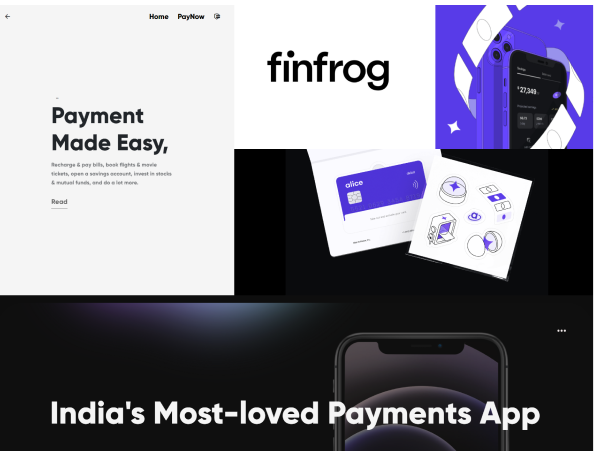 Home PayNow
Payment
Made Easy,
Recharge & pay bills, book flights & movie
tickets, open a savings account, invest in stocks
& mutual funds, and do a lot more.
Read
finfrog
27,349
alice
India's Most-loved Payments App